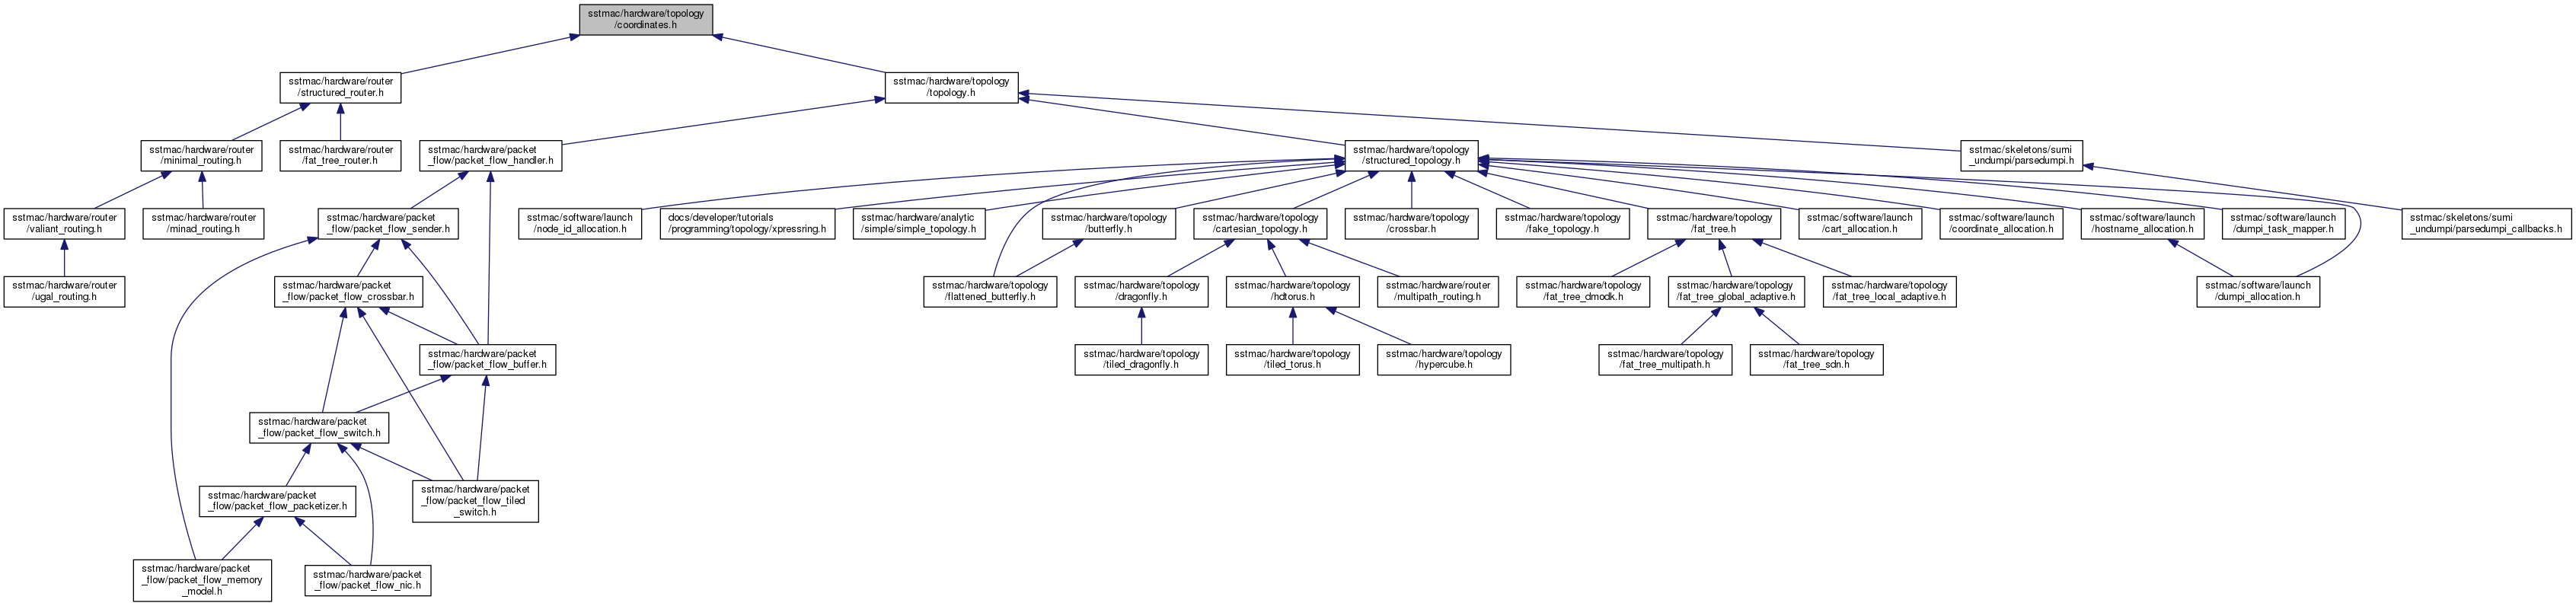 sstmac/hardware/topology
/coordinates.h
sstmac/hardware/router
/structured_router.h
sstmac/hardware/topology
/topology.h
sstmac/hardware/router
/minimal_routing.h
sstmac/hardware/router
/fat_tree_router.h
sstmac/hardware/packet
_flow/packet_flow_handler.h
sstmac/hardware/topology
/structured_topology.h
sstmac/skeletons/sumi
_undumpi/parsedumpi.h
sstmac/hardware/router
/valiant_routing.h
sstmac/hardware/router
/minad_routing.h
sstmac/hardware/packet
_flow/packet_flow_sender.h
sstmac/software/launch
/node_id_allocation.h
docs/developer/tutorials
/programming/topology/xpressring.h
sstmac/hardware/analytic
simple/simple_topology.h
sstmac/hardware/topology
/butterfly.h
sstmac/hardware/topology
/cartesian_topology.h
sstmac/hardware/topology
/crossbar.h
sstmac/hardware/topology
/fake_topology.h
sstmac/hardware/topology
/fat_tree.h
sstmac/software/launch
/cart_allocation.h
sstmac/software/launch
/coordinate_allocation.h
sstmac/software/launch
/hostname_allocation.h
sstmac/software/launch
/dumpi_task_mapper.h
sstmac/skeletons/sumi
_undumpi/parsedumpi_callbacks.h
sstmac/hardware/router
/ugal_routing.h
sstmac/hardware/packet
_flow/packet_flow_crossbar.h
sstmac/hardware/topology
/flattened_butterfly.h
sstmac/hardware/topology
/dragonfly.h
sstmac/hardware/topology
/hdtorus.h
sstmac/hardware/router
/multipath_routing.h
sstmac/hardware/topology
/fat_tree_dmodk.h
sstmac/hardware/topology
/fat_tree_global_adaptive.h
sstmac/hardware/topology
/fat_tree_local_adaptive.h
sstmac/software/launch
/dumpi_allocation.h
sstmac/hardware/packet
_flow/packet_flow_buffer.h
sstmac/hardware/topology
/tiled_dragonfly.h
sstmac/hardware/topology
/tiled_torus.h
sstmac/hardware/topology
/hypercube.h
sstmac/hardware/topology
/fat_tree_multipath.h
sstmac/hardware/topology
/fat_tree_sdn.h
sstmac/hardware/packet
_flow/packet_flow_switch.h
sstmac/hardware/packet
_flow/packet_flow_packetizer.h
sstmac/hardware/packet
_flow/packet_flow_tiled
_switch.h
sstmac/hardware/packet
_flow/packet_flow_memory
_model.h
sstmac/hardware/packet
_flow/packet_flow_nic.h